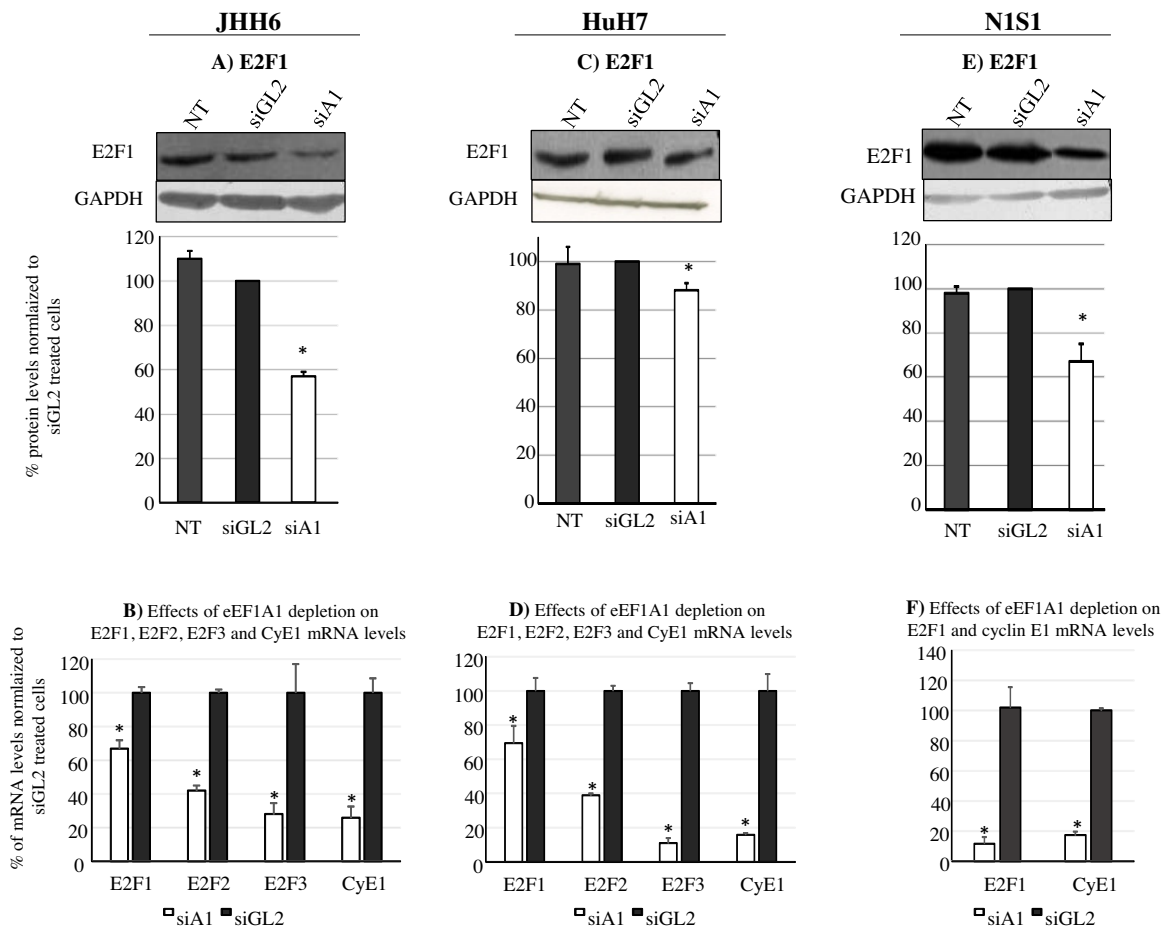 JHH6
A) E2F1
NT siGL2 siA1
E2F1
GAPDH
% protein levels normlaized to
siGL2 treated cells
120
100
80
60
40
20
0
*
NT siGL2 siA1
HuH7
C) E2F1
NT siGL2 siA1
E2F1
GAPDH
100
80
60
40
20
0
*
NT siGL2 siA1
N1S1
E) E2F1
NT siGL2 siA1
E2F1
GAPDH
120
100
80
60
40
20
0
*
NT siGL2 siA1
B) Effects of eEF1A1 depletion on
E2F1, E2F2, E2F3 and CyE1 mRNA levels
% of mRNA levels normlaized to
siGL2 treated cells
120
100
80
60
40
20
0
* * * *
E2F1 E2F2 E2F3 CyE1
siA1 siGL2
D) Effects of eEF1A1 depletion on
E2F1, E2F2, E2F3 and CyE1 mRNA levels
120
100
80
60
40
20
0
* * * *
E2F1 E2F2 E2F3 CyE1
siA1 siGL2
F) Effects of eEF1A1 depletion on
E2F1 and cyclin E1 mRNA levels
140
120
100
80
60
40
20
0
* *
E2F1 CyE1
siA1 siGL2